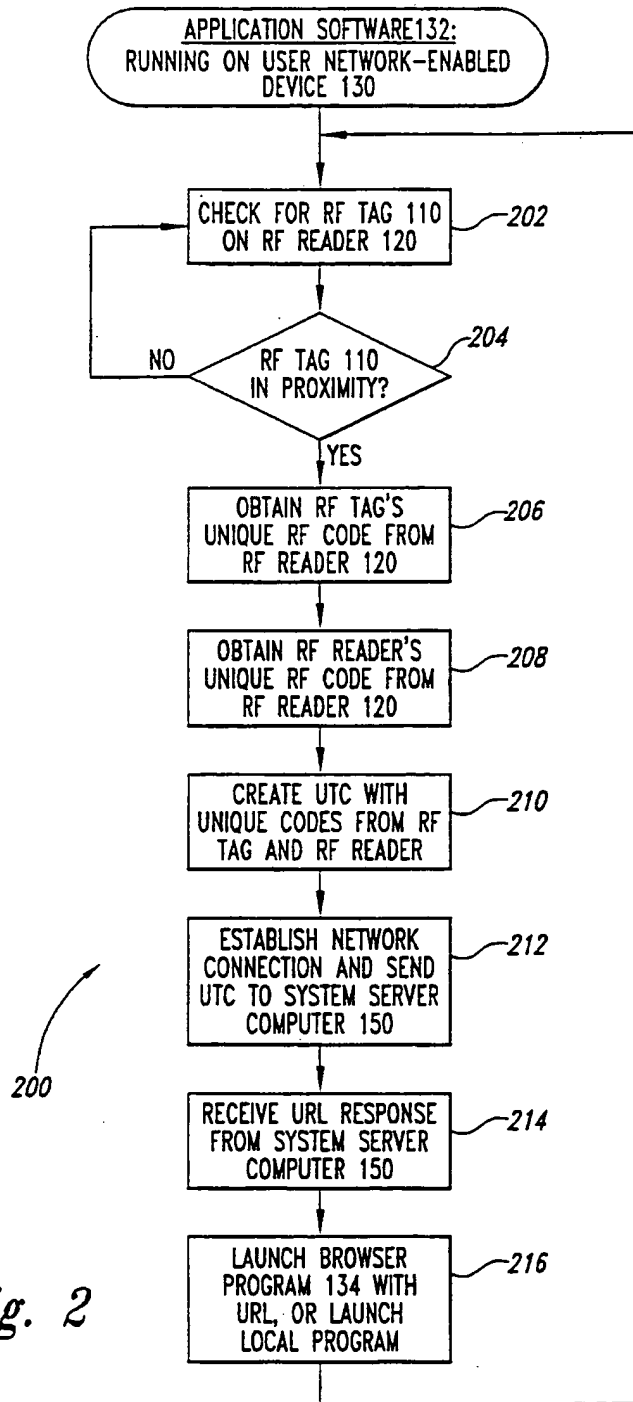 APPLICATION SOFTWARE132:
RUNNING ON USER NETWORK-ENABLED
DEVICE 130
CHECK FOR RF TAG 110
ON RF READER 120
202
RF TAG 110
IN PROXIMITY?
204
NO
YES
OBTAIN RF TAG'S
UNIQUE RF CODE FROM
RF READER 120
206
OBTAIN RF READER'S
UNIQUE RF CODE FROM
RF READER 120
208
CREATE UTC WITH
UNIQUE CODES FROM RF
TAG AND RF READER
210
ESTABLISH NETWORK
CONNECTION AND SEND
UTC TO SYSTEM SERVER
COMPUTER 150
212
200
RECEIVE URL RESPONSE
FROM SYSTEM SERVER
COMPUTER 150
214
LAUNCH BROWSER
PROGRAM 134 WITH
URL, OR LAUNCH
LOCAL PROGRAM
216
g. 2